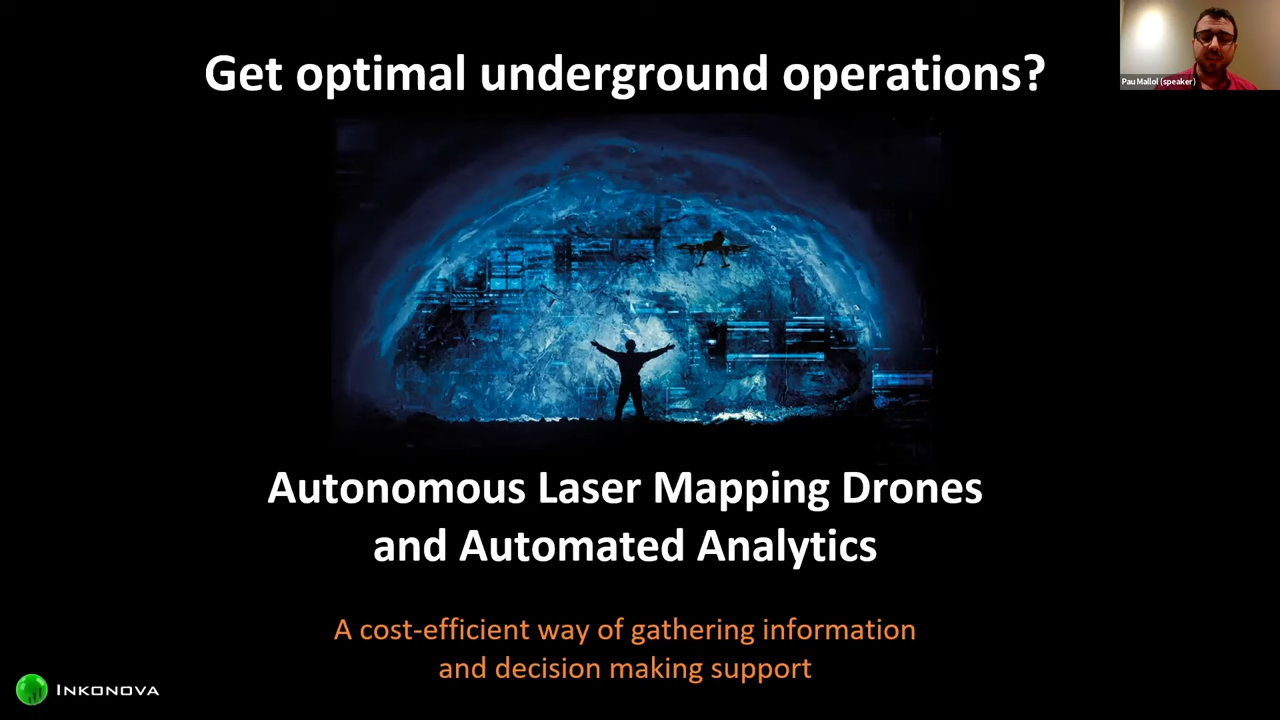 Get optimal underground operations?
Pau Mallol (speaker)
Autonomous Laser Mapping Drones
and Automated Analytics
A cost-efficient way of gathering information
and decision making support
INKONOVA